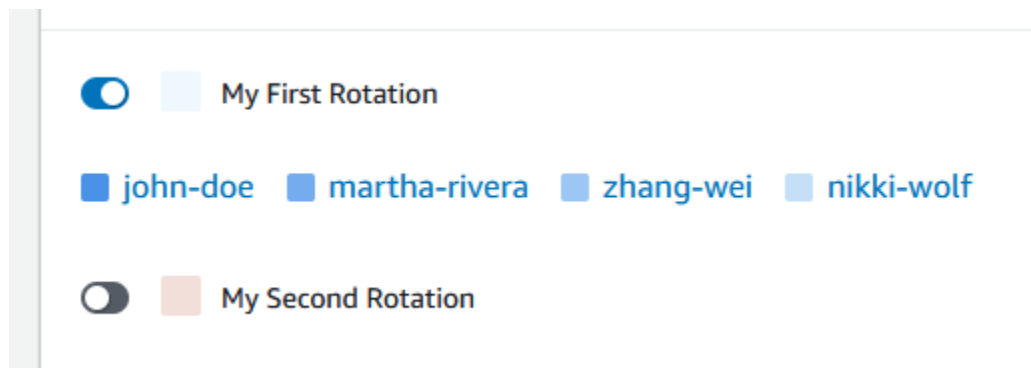 My First Rotation
john-doe martha-rivera zhang-wei nikki-wolf
My Second Rotation